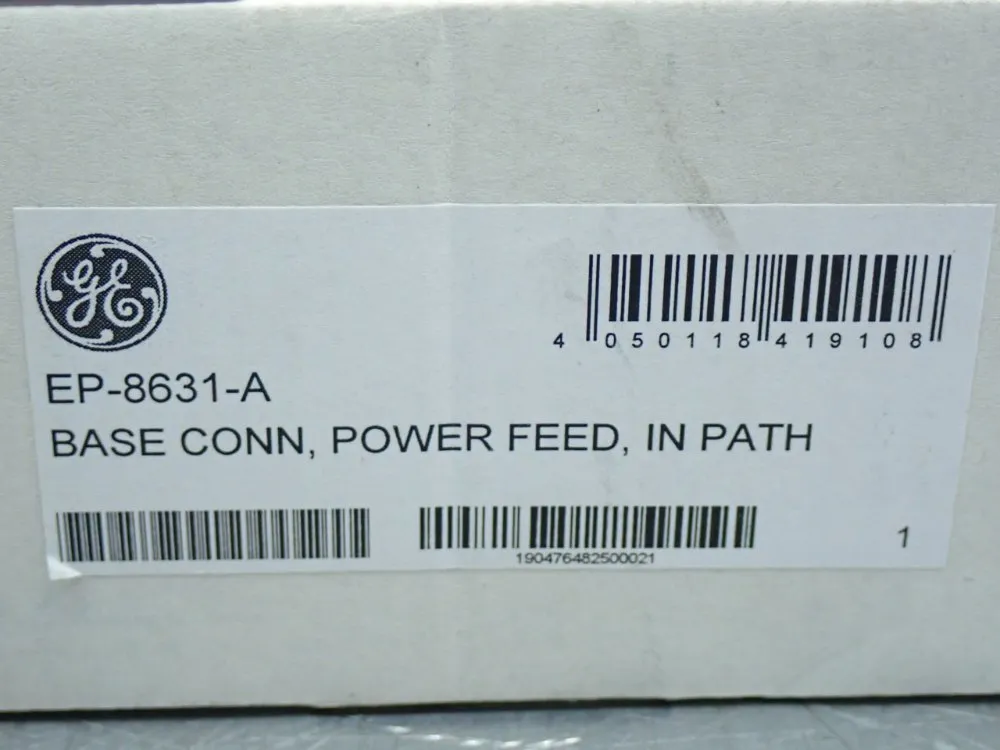 GE
4 050118 419108
EP-8631-A
BASE CONN, POWER FEED, IN PATH
190476482500021
1